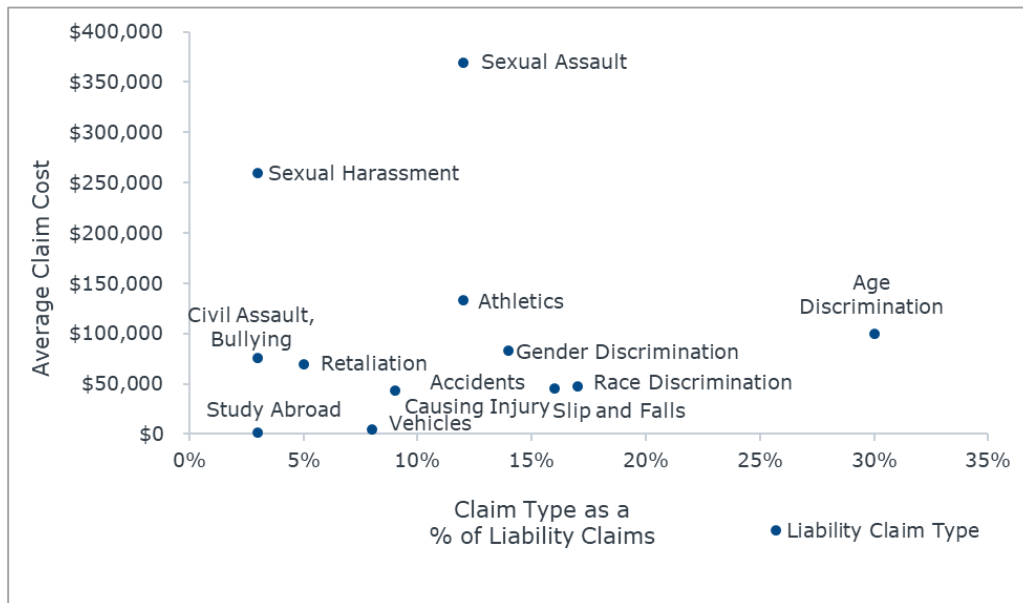 $400,000
$350,000
$300,000
$250,000
$200,000
$150,000
$100,000
$50,000
$0
Average Claim Cost
Sexual Assault
Sexual Harassment
Athletics
Age
Discrimination
Civil Assault,
Bullying
Retaliation
Gender Discrimination
Accidents
Causing Injury
Race Discrimination
Slip and Falls
Study Abroad
Vehicles
0%
5%
10%
15%
20%
25%
30%
35%
Claim Type as a
% of Liability Claims
Liability Claim Type